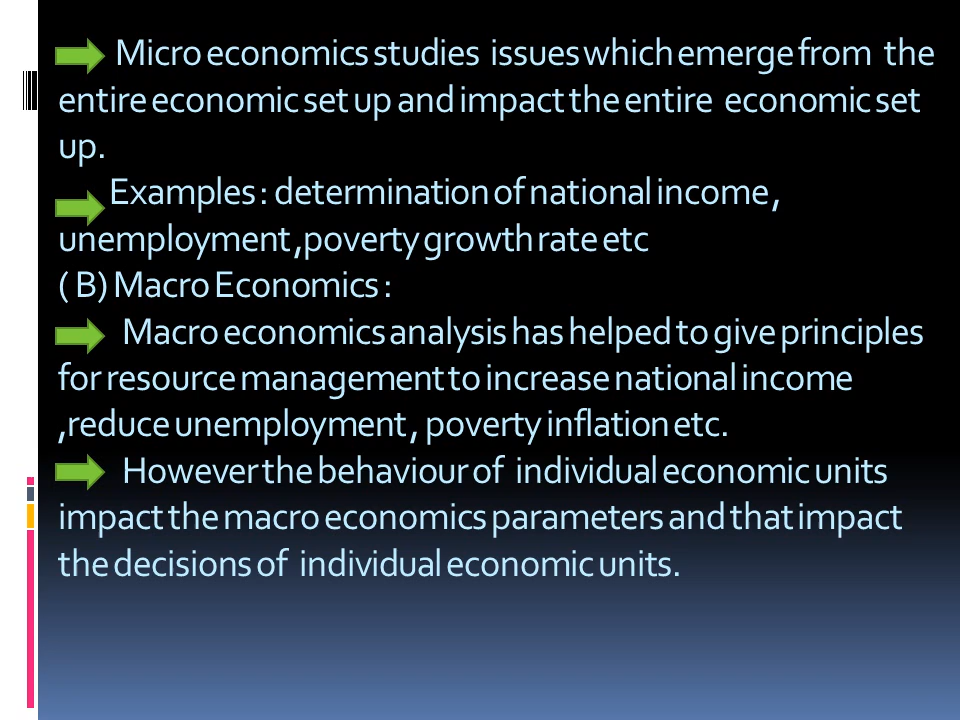 Micro economics studies issues which emerge from the
entire economic set up and impact the entire economic set
up.
Examples : determination of national income ,
unemployment ,poverty growth rate etc
( B) Macro Economics :
Macro economics analysis has helped to give principles
for resource management to increase national income
,reduce unemployment , poverty inflation etc.
However the behaviour of individual economic units
impact the macro economics parameters and that impact
the decisions of individual economic units.